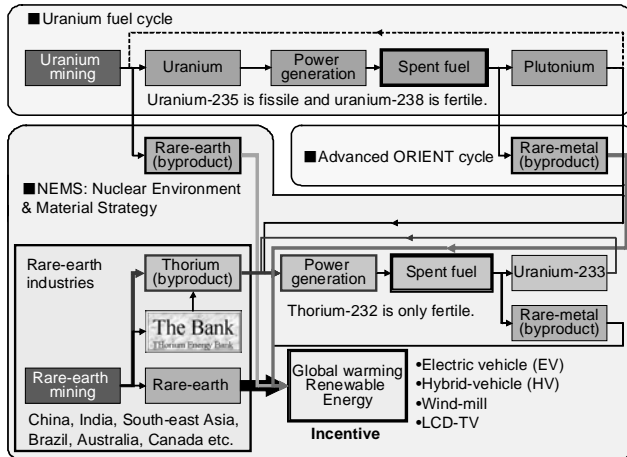 ■Uranium fuel cycle
Uranium mining
Uranium
Power generation
Spent fuel
Plutonium
Uranium-235 is fissile and uranium-238 is fertile.
Rare-earth (byproduct)
■Advanced ORIENT cycle
Rare-metal (byproduct)
■NEMS: Nuclear Environment
& Material Strategy
Rare-earth
industries
Thorium (byproduct)
Power generation
Spent fuel
Uranium-233
Thorium-232 is only fertile.
The Bank
THorium Energy Bank
Rare-metal (byproduct)
Rare-earth mining
Rare-earth
Global warming
Renewable
Energy
Incentive
•Electric vehicle (EV)
•Hybrid-vehicle (HV)
•Wind-mill
•LCD-TV
China, India, South-east Asia,
Brazil, Australia, Canada etc.